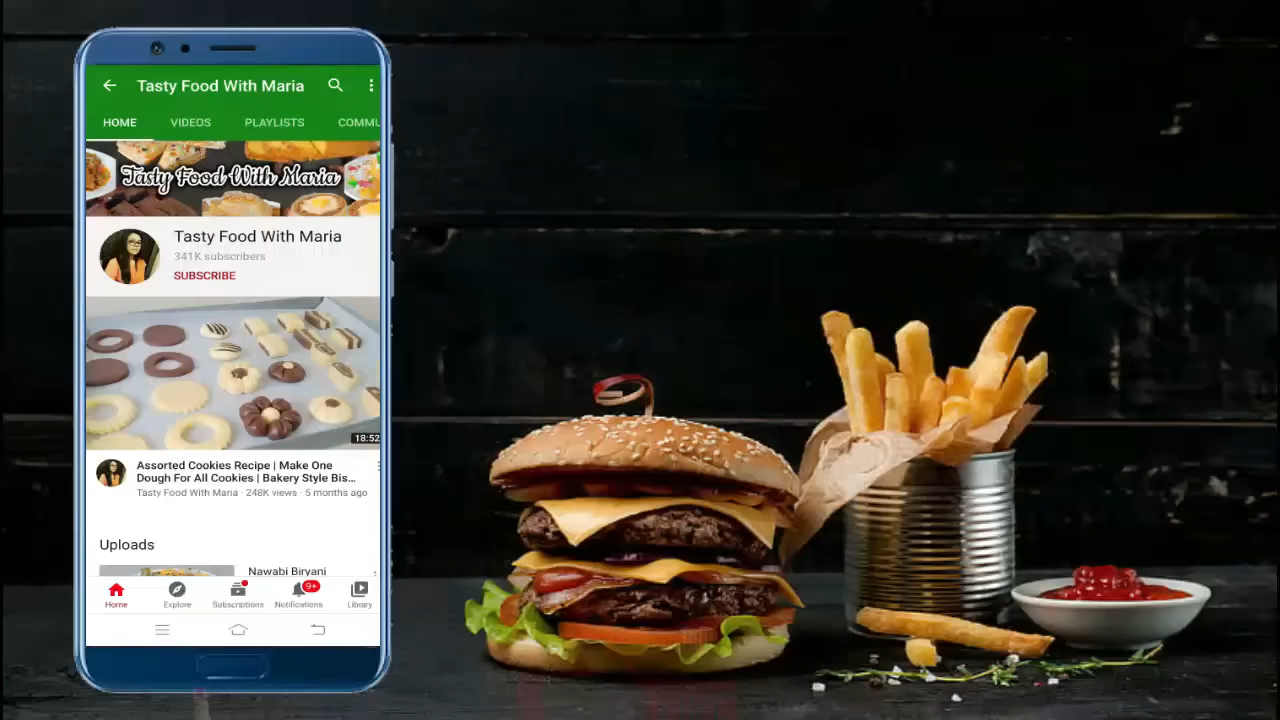 Tasty Food With Maria
HOME VIDEOS PLAYLISTS COMMU
Tasty Food With Maria
Tasty Food With Maria
341K subscribers
SUBSCRIBE
18:52
Assorted Cookies Recipe | Make One
Dough For All Cookies | Bakery Style Bis...
Tasty Food With Maria · 248K views · 5 months ago
Uploads
Nawabi Biryani
9+
Home Explore Subscriptions Notifications Library